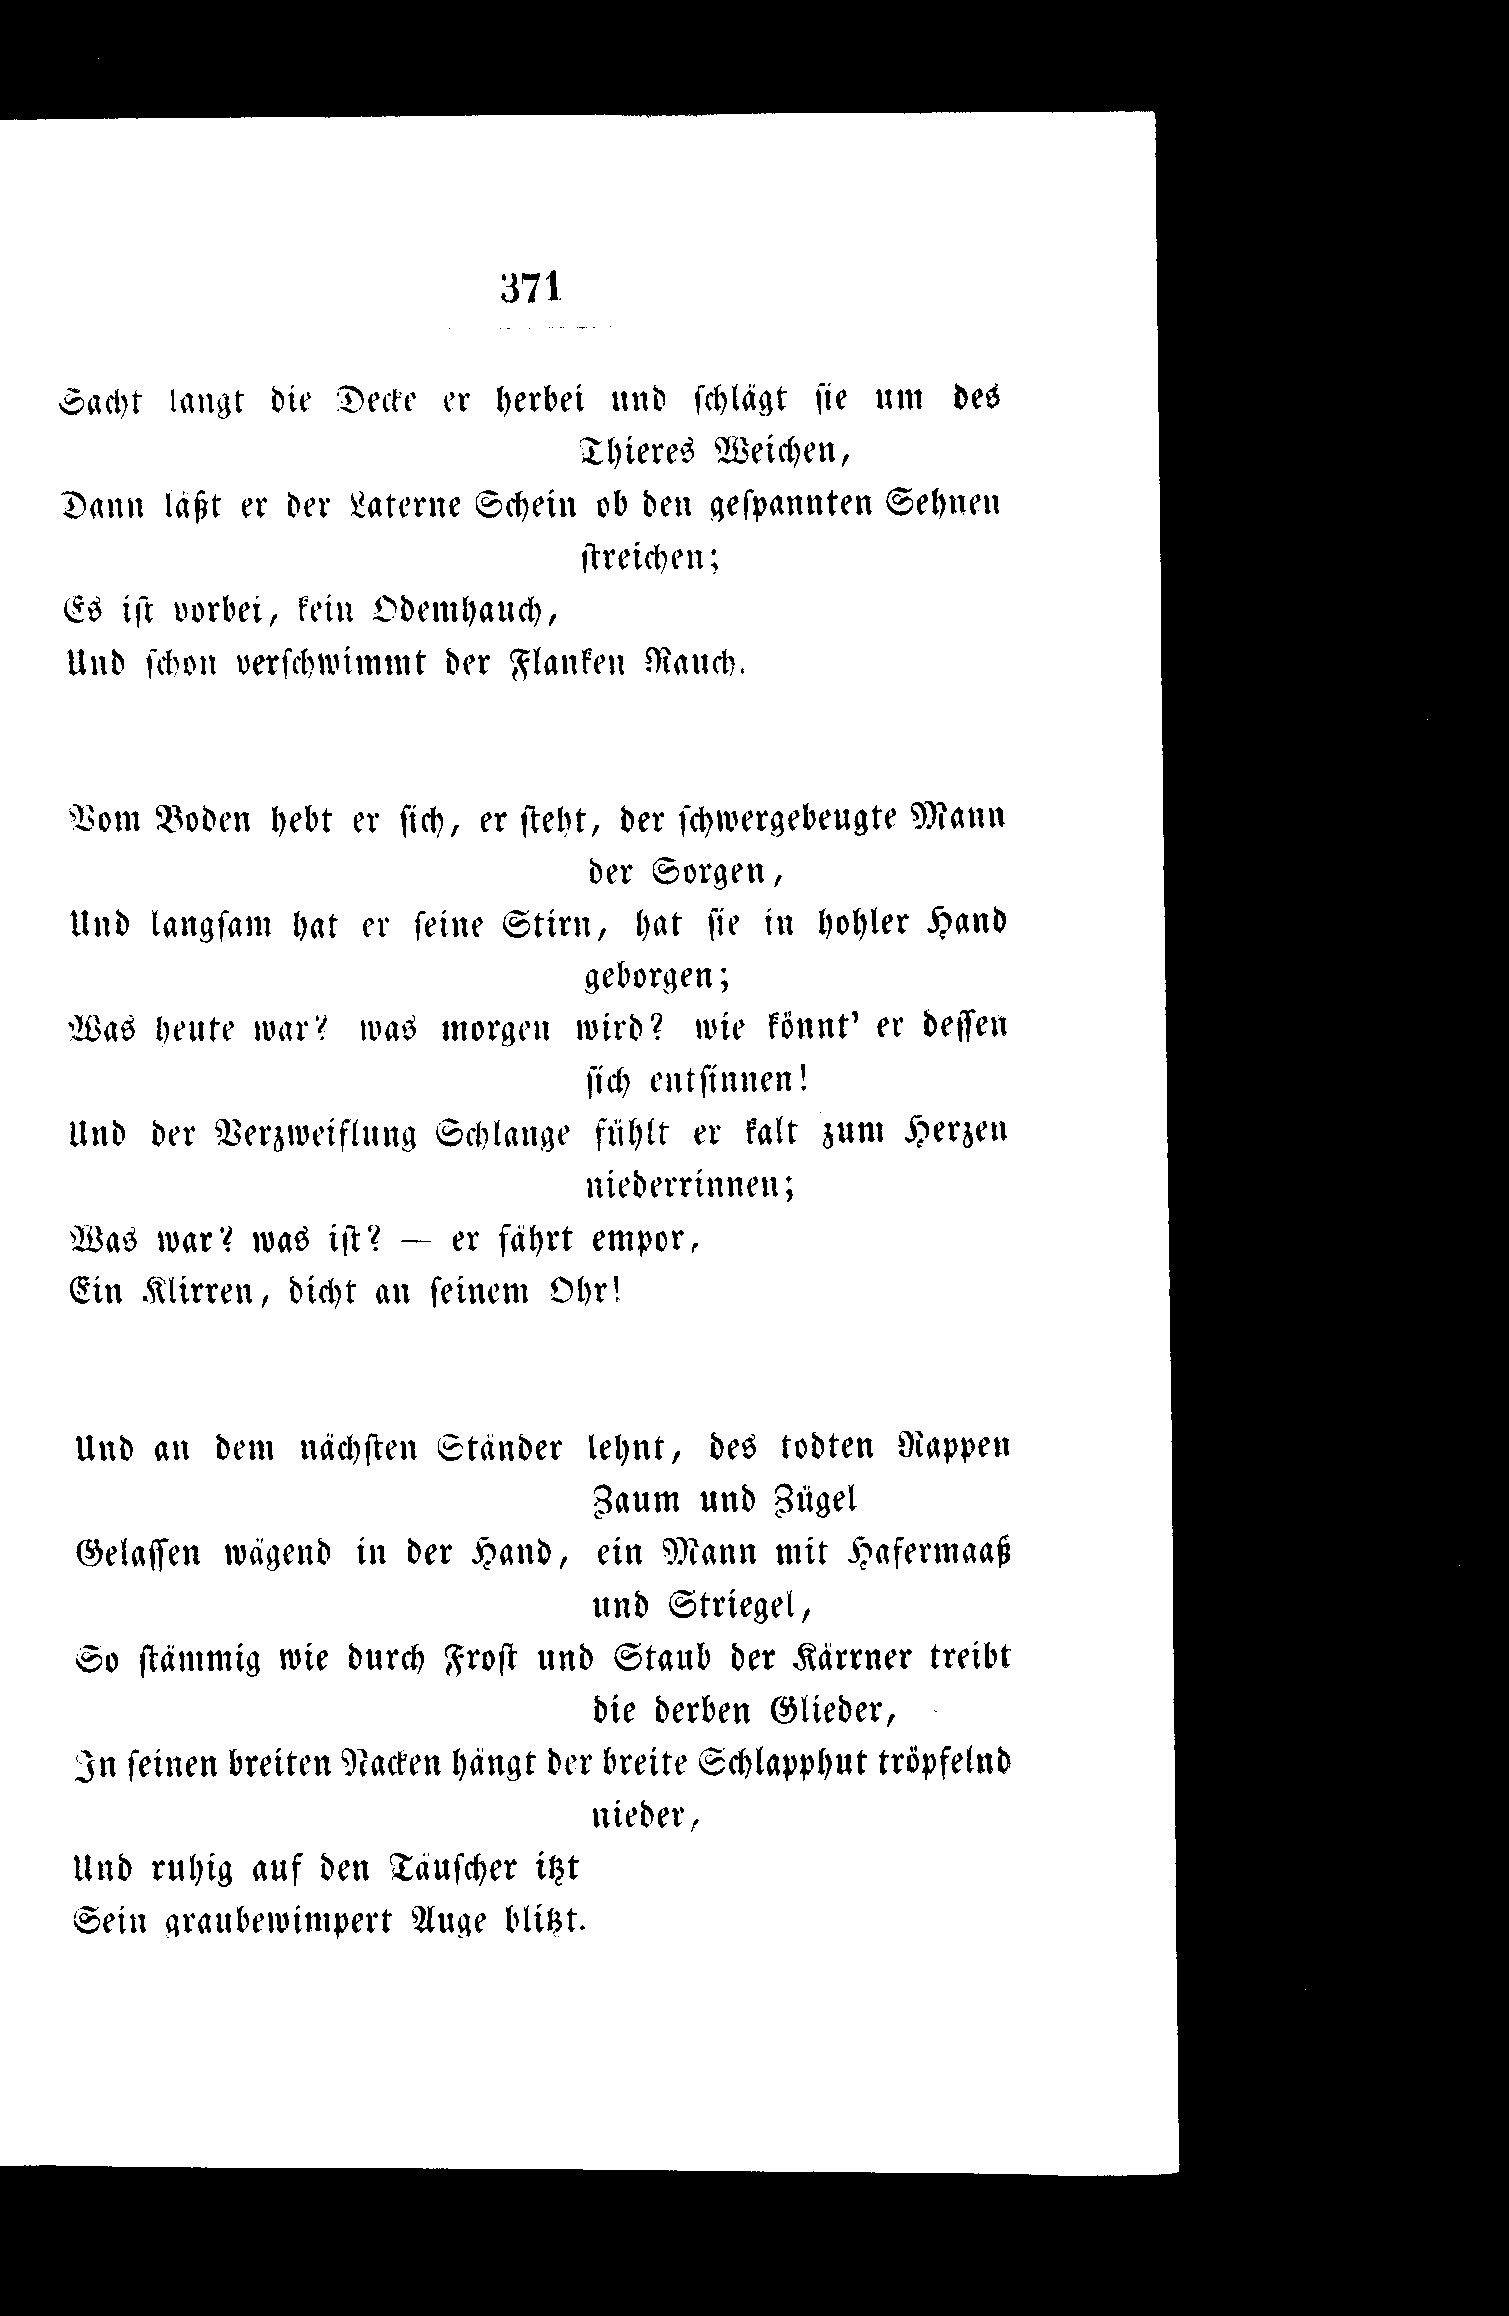 371
Sacht langt die Decke er herbei und schlägt sie um des
Thieres Weichen,
Dann läßt er der Laterne Schein ob den gespannten Sehnen
streichen;
Es ist vorbei, kein Odemhauch,
Und schon verschwimmt der Flanken Rauch.
Vom Boden hebt er sich, er steht, der schwergebeugte Mann
der Sorgen,
Und langsam hat er seine Stirn, hat sie in hohler Hand
geborgen;
Was heute war? was morgen wird? wie könnt' er dessen
sich entsinnen!
Und der Verzweiflung Schlange fühlt er kalt zum Herzen
niederrinnen;
Was war? was ist? — er fährt empor,
Ein Klirren, dicht an seinem Ohr!
Und an dem nächsten Ständer lehnt, des todten Rappen
Zaum und Zügel
Gelassen wägend in der Hand, ein Mann mit Hafermaaß
und Striegel,
So stämmig wie durch Frost und Staub der Kärrner treibt
die derben Glieder,
In seinen breiten Nacken hängt der breite Schlapphut tröpfelnd
nieder,
Und ruhig auf den Täuscher itzt
Sein graubewimpert Auge blitzt.